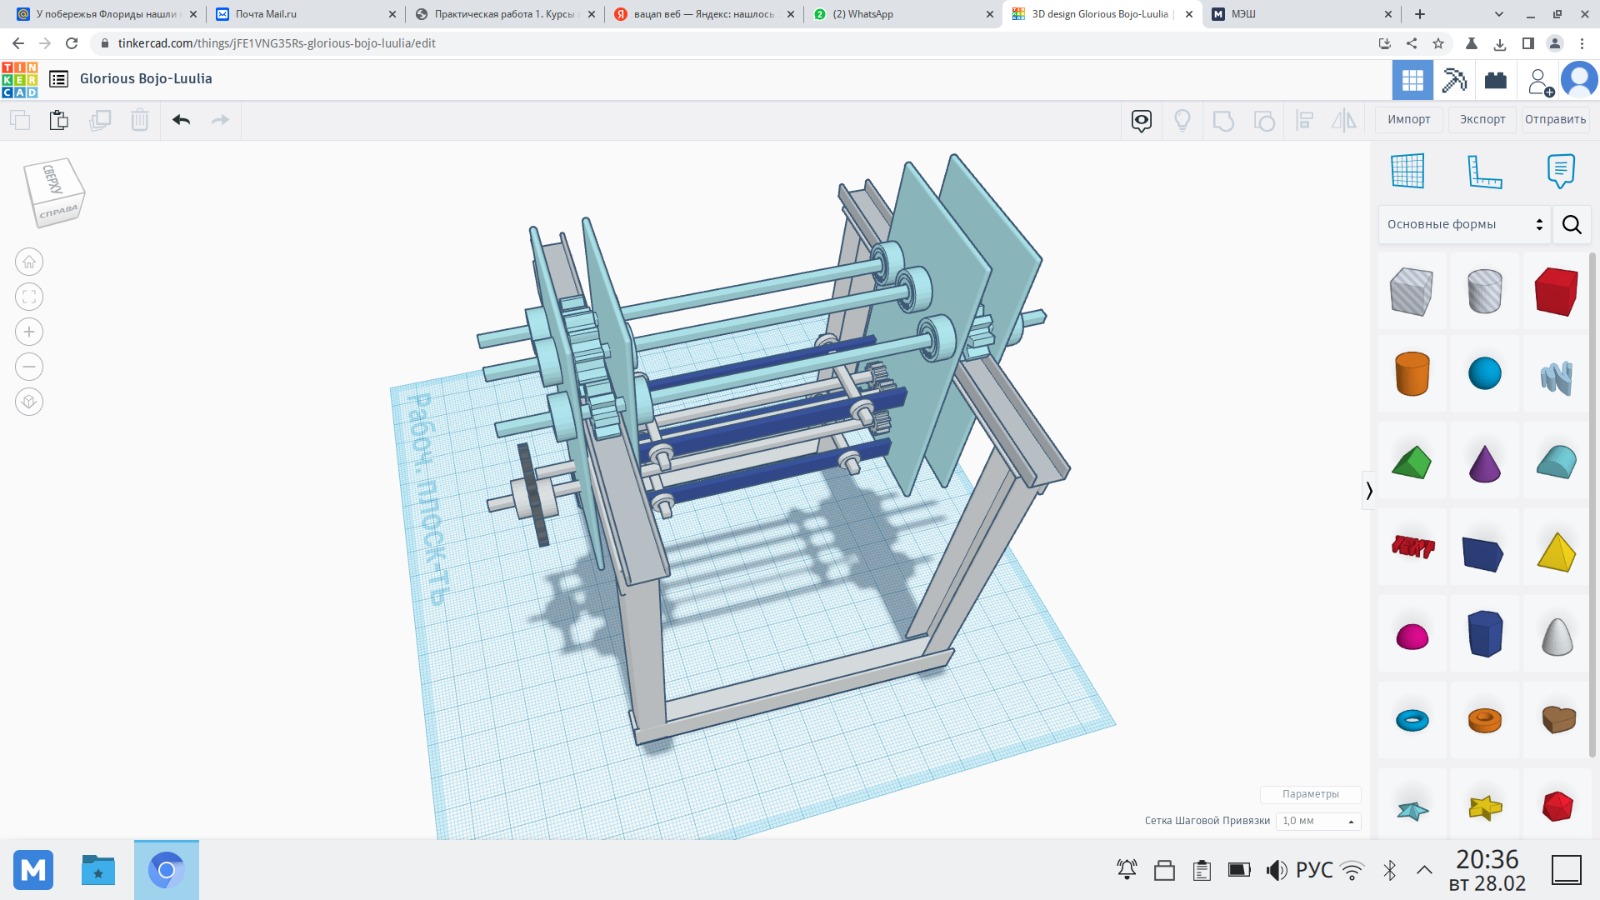 У побережья Флориды нашли
Почта Mail.ru
Практическая работа 1. Курсы
вацап веб — Яндекс: нашлось
(2) WhatsApp
3D design Glorious Bojo-Luulia
МЭШ
tinkercad.com/things/jFE1VNG35Rs-glorious-bojo-luulia/edit
TIN
KER
CAD
Glorious Bojo-Luulia
Импорт
Экспорт
Отправить
СВЕРХУ
СПРАВА
Основные формы
Рабоч. плоск-ть
Параметры
Сетка Шаговой Привязки
1,0 мм
M
РУС
20:36
вт 28.02